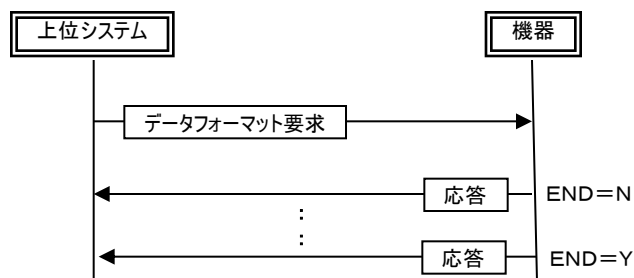 上位システム
機器
データフォーマット要求
応答
END=N
:
:
応答
END=Y